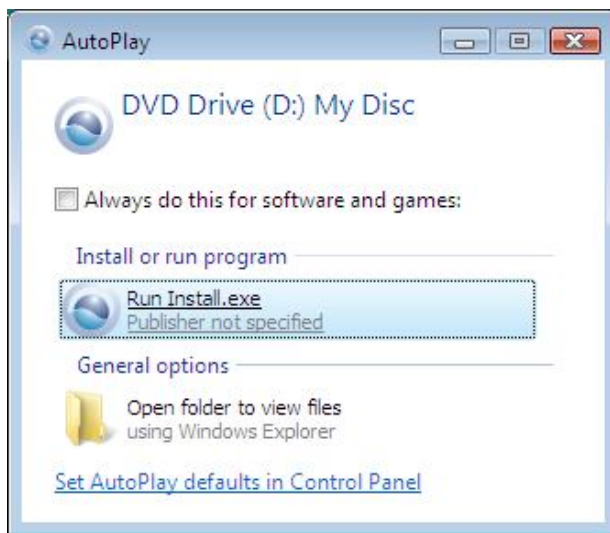 AutoPlay
DVD Drive (D:) My Disc
Always do this for software and games:
Install or run program
Run Install.exe
Publisher not specified
General options
Open folder to view files
using Windows Explorer
Set AutoPlay defaults in Control Panel